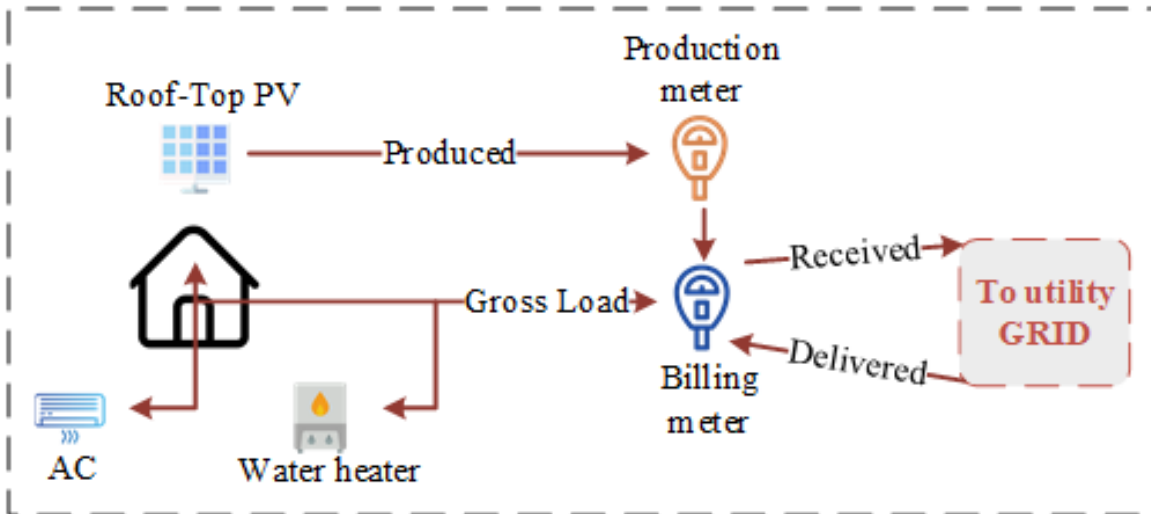 Production
meter
Roof-Top PV
Produced
Received
To utility
GRID
Gross Load
Delivered
Billing
meter
AC
Water heater